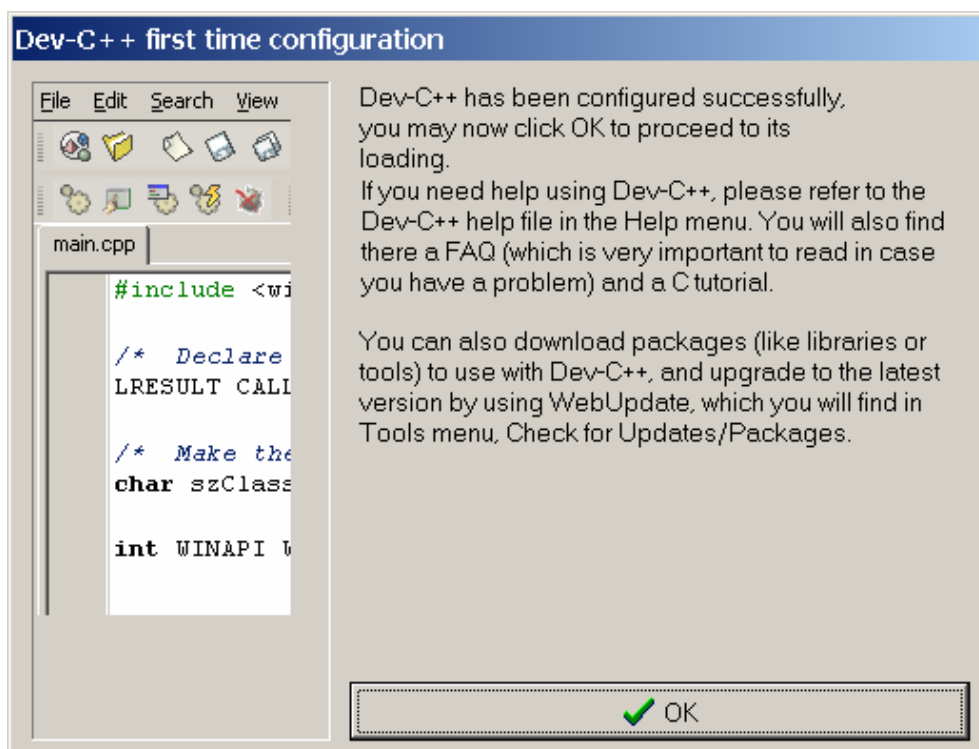 Dev-C++ first time configuration
File Edit Search View
main.cpp
#include <wi
/* Declare
LRESULT CALL
/* Make the
char szClass
int WINAPI W
Dev-C++ has been configured successfully,
you may now click OK to proceed to its
loading.
If you need help using Dev-C++, please refer to the
Dev-C++ help file in the Help menu. You will also find
there a FAQ (which is very important to read in case
you have a problem) and a C tutorial.
You can also download packages (like libraries or
tools) to use with Dev-C++, and upgrade to the latest
version by using WebUpdate, which you will find in
Tools menu, Check for Updates/Packages.
OK